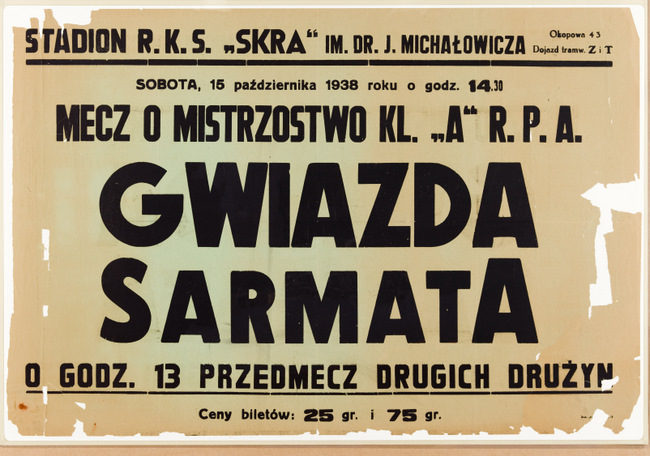 STADION R. K. S. „SKRA“ IM. DR. J. MICHAŁOWICZA
Okopowa 43
Dojazd tramw. Z i T
SOBOTA, 15 października 1938 roku o godz. 14.30
MECZ O MISTRZOSTWO KL. „A“ R. P. A.
GWIAZDA
SARMATA
O GODZ. 13 PRZEDMECZ DRUGICH DRUŻYN
Ceny biletów: 25 gr. i 75 gr.